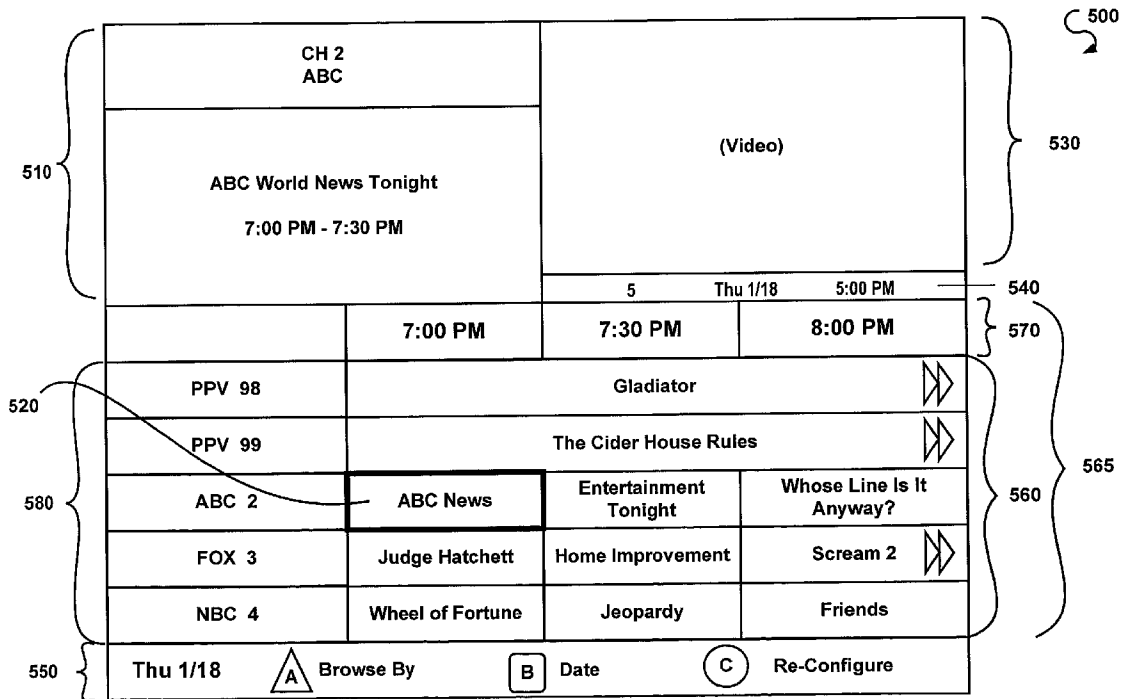 500
CH 2
ABC
(Video)
530
510
ABC World News Tonight
7:00 PM - 7:30 PM
5 Thu 1/18 5:00 PM
540
7:00 PM 7:30 PM 8:00 PM
570
PPV 98 Gladiator
520
PPV 99 The Cider House Rules
565
580
ABC 2 ABC News Entertainment Tonight Whose Line Is It Anyway?
560
FOX 3 Judge Hatchett Home Improvement Scream 2
NBC 4 Wheel of Fortune Jeopardy Friends
550
Thu 1/18 A Browse By B Date C Re-Configure